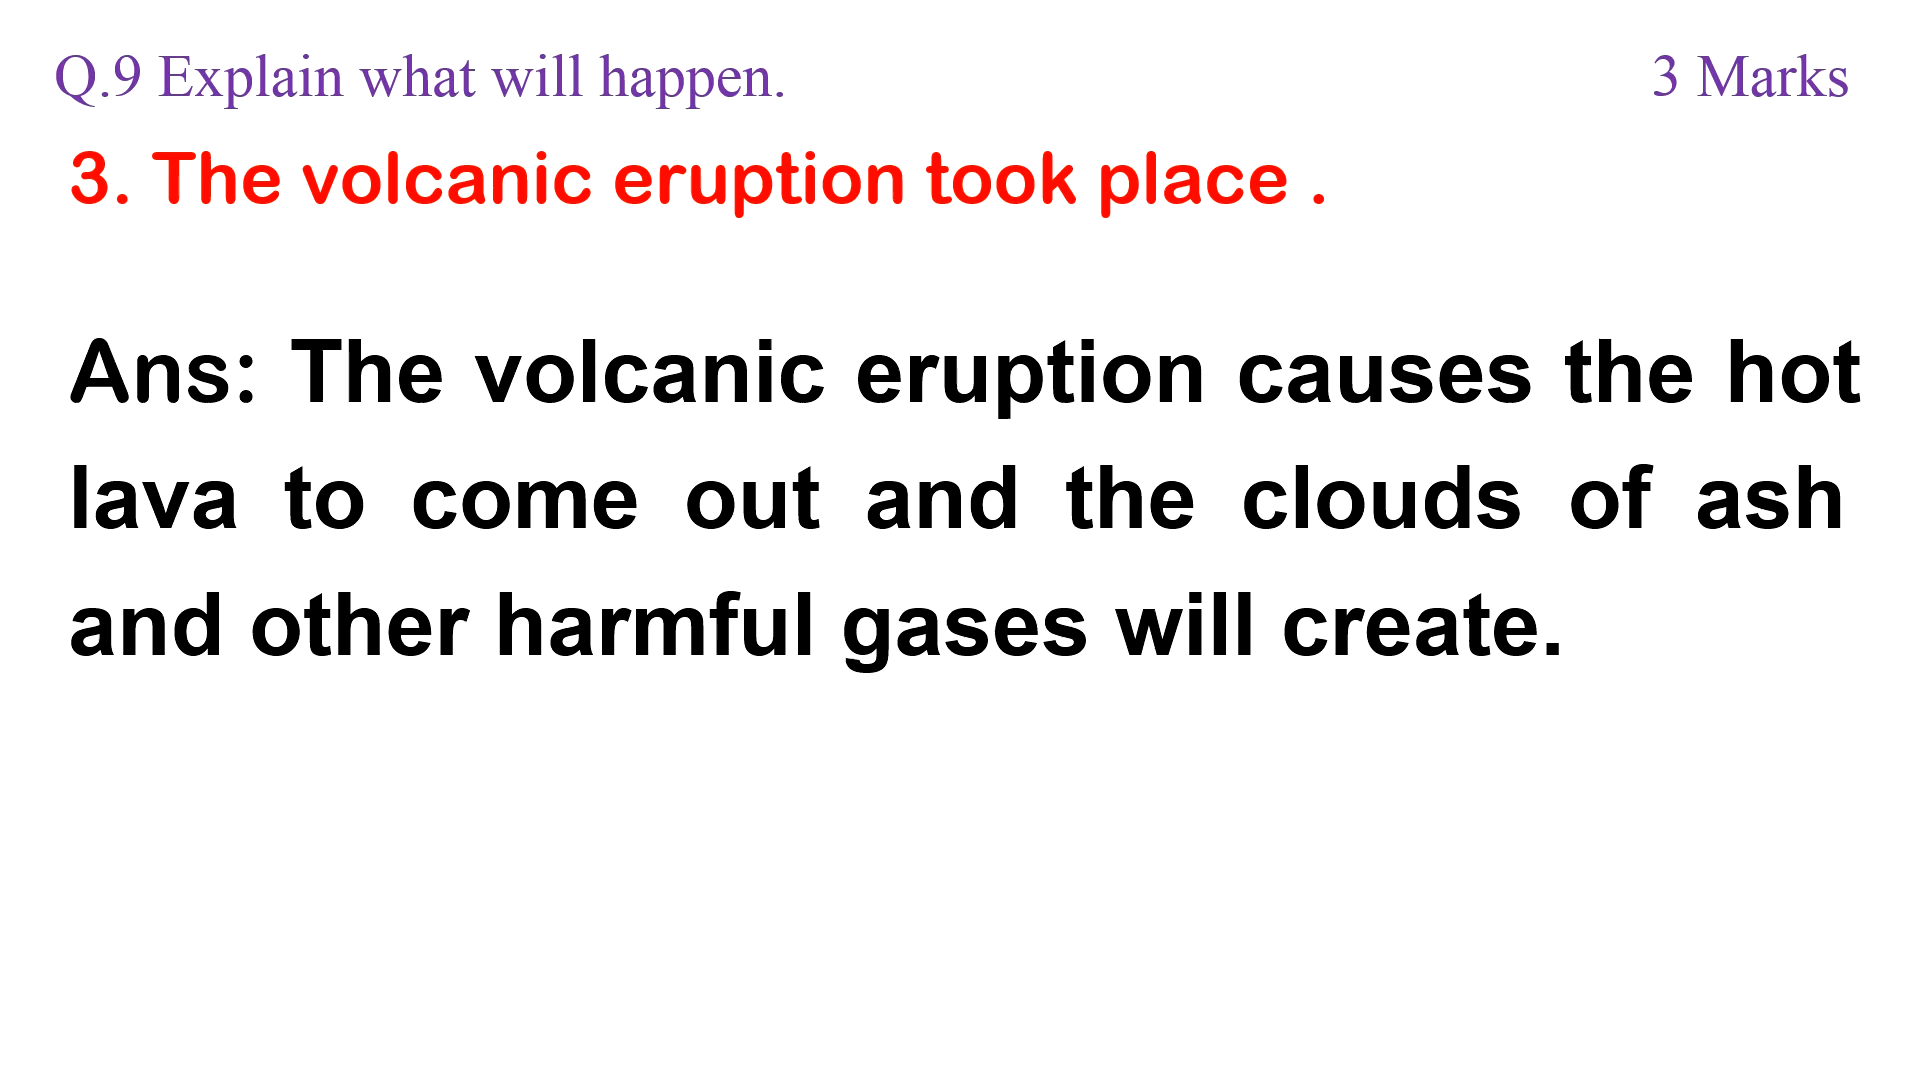 Q.9 Explain what will happen. 3 Marks
3. The volcanic eruption took place .
Ans: The volcanic eruption causes the hot
lava to come out and the clouds of ash
and other harmful gases will create.